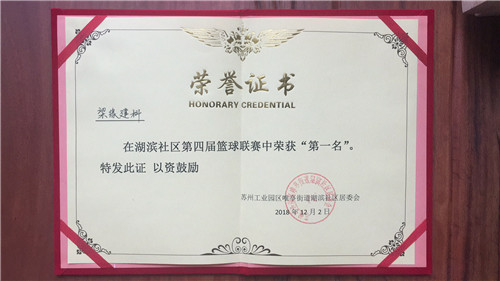 荣誉证书
HONORARY CREDENTIAL
在湖滨社区第四届篮球联赛中荣获“第一名”。
特发此证 以资鼓励
苏州工业园区唯亭街道湖滨社区居委会
2018年12月2日